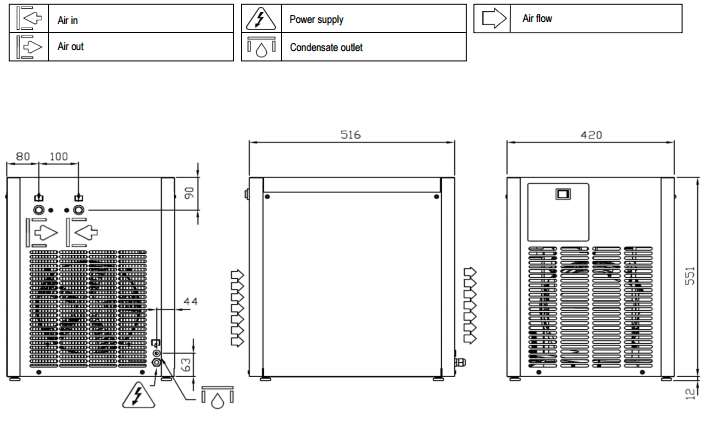 Air in
Power supply
Air flow
Air out
Condensate outlet
516
420
80
100
90
44
551
63
12